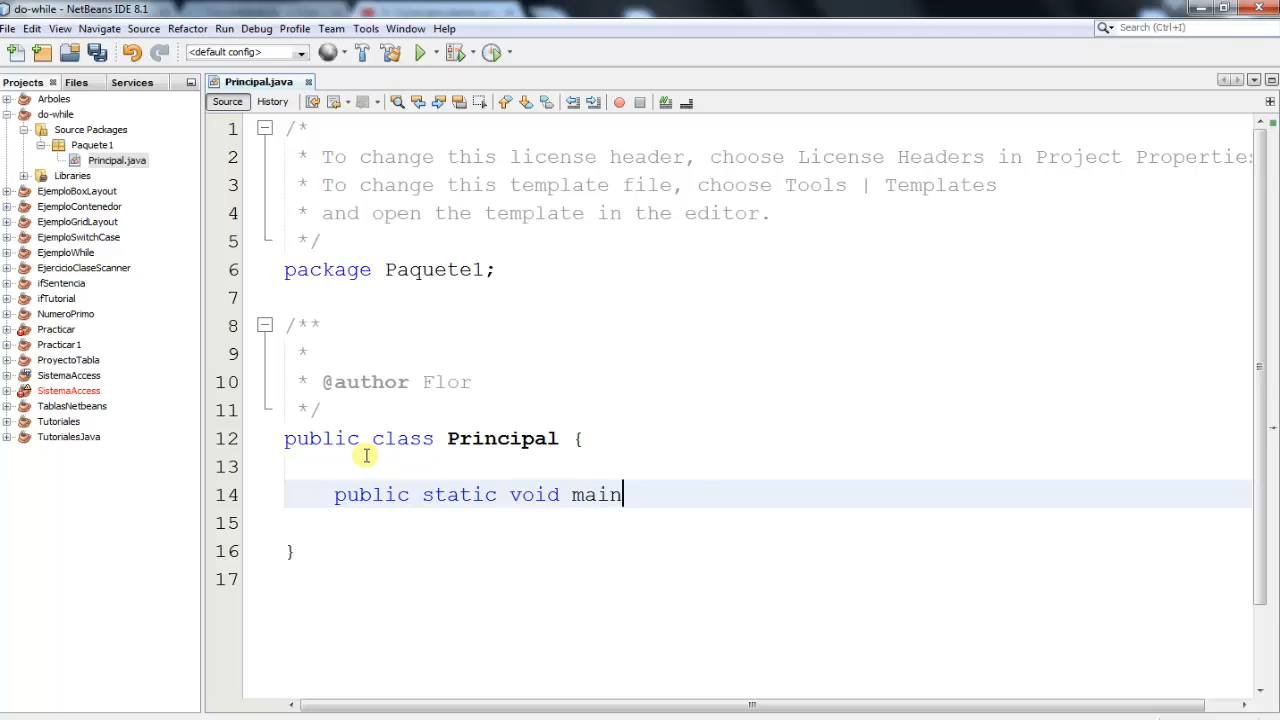 do-while - NetBeans IDE 8.1
File Edit View Navigate Source Refactor Run Debug Profile Team Tools Window Help
Search (Ctrl+I)
<default config>
Projects Files Services
Principal.java
Source History
Arboles
do-while
Source Packages
Paquete1
Principal.java
Libraries
EjemploBoxLayout
EjemploContenedor
EjemploGridLayout
EjemploSwitchCase
EjemploWhile
EjercicioClaseScanner
ifSentencia
ifTutorial
NumeroPrimo
Practicar
Practicar1
ProyectoTabla
SistemaAccess
SistemaAccess
TablasNetbeans
Tutoriales
TutorialesJava
1 /*
2 * To change this license header, choose License Headers in Project Properties
3 * To change this template file, choose Tools | Templates
4 * and open the template in the editor.
5 */
6 package Paquete1;
7
8 /**
9 *
10 * @author Flor
11 */
12 public class Principal {
13
14 public static void main
15
16 }
17